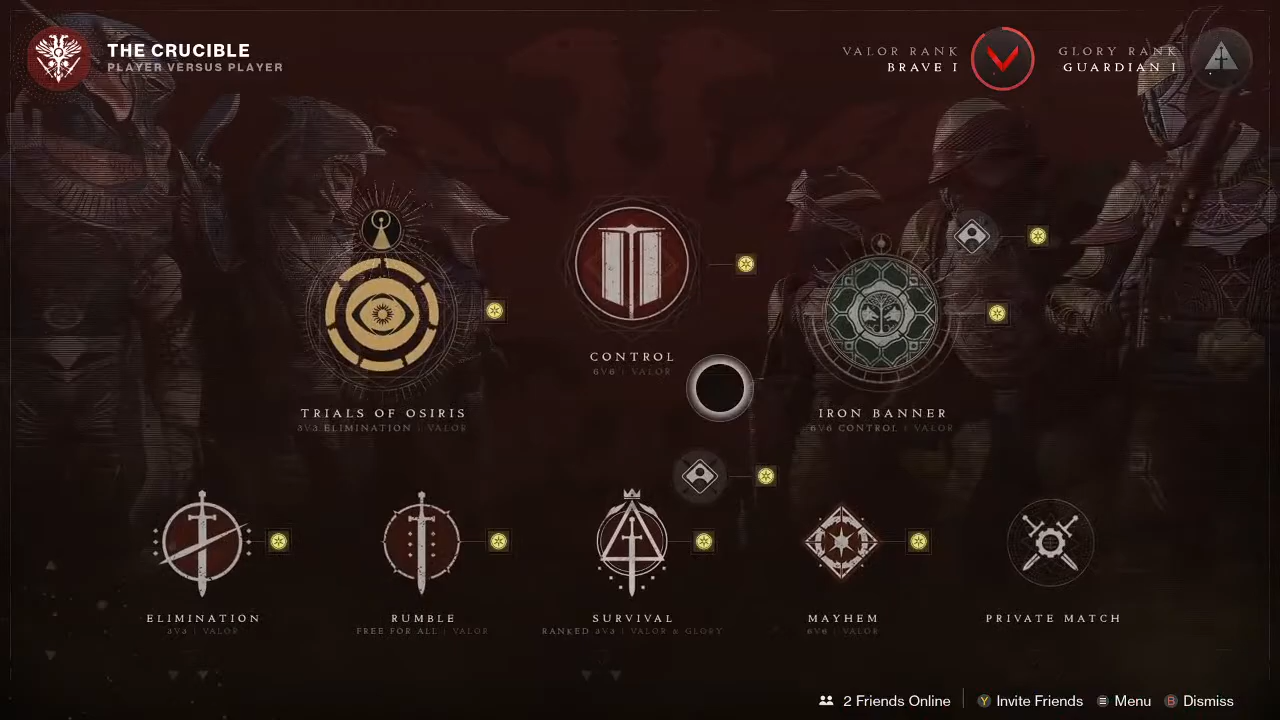 THE CRUCIBLE
PLAYER VERSUS PLAYER
VALOR RANK
BRAVE I
GLORY RANK
GUARDIAN I
CONTROL
6V6 | VALOR
TRIALS OF OSIRIS
3V3 ELIMINATION | VALOR
IRON BANNER
6V6 CONTROL | VALOR
ELIMINATION
3V3 | VALOR
RUMBLE
FREE FOR ALL | VALOR
SURVIVAL
RANKED 3V3 | VALOR & GLORY
MAYHEM
6V6 | VALOR
PRIVATE MATCH
2 Friends Online
Y Invite Friends
Menu
B Dismiss